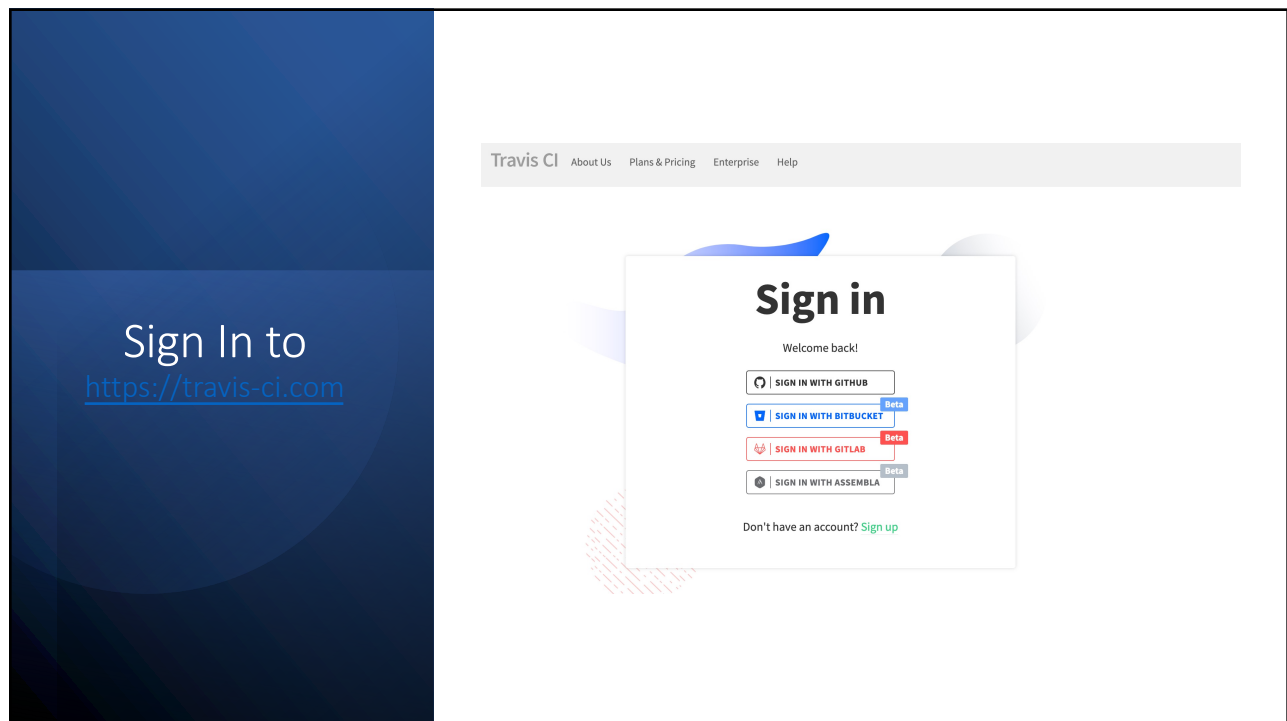 Sign In to
https://travis-ci.com
Travis CI About Us Plans & Pricing Enterprise Help
Sign in
Welcome back!
SIGN IN WITH GITHUB
Beta
SIGN IN WITH BITBUCKET
Beta
SIGN IN WITH GITLAB
Beta
SIGN IN WITH ASSEMBLA
Don't have an account? Sign up